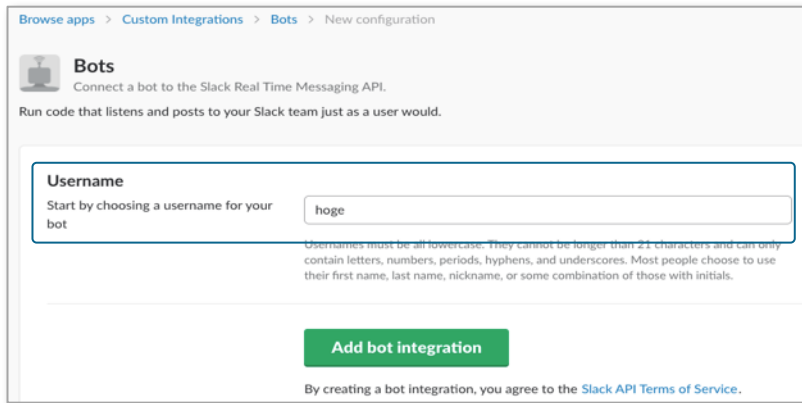 Browse apps > Custom Integrations > Bots > New configuration
Bots
Connect a bot to the Slack Real Time Messaging API.
Run code that listens and posts to your Slack team just as a user would.
Username
Start by choosing a username for your
bot
hoge
Usernames must be all lowercase. They cannot be longer than 21 characters and can only
contain letters, numbers, periods, hyphens, and underscores. Most people choose to use
their first name, last name, nickname, or some combination of those with initials.
Add bot integration
By creating a bot integration, you agree to the Slack API Terms of Service.